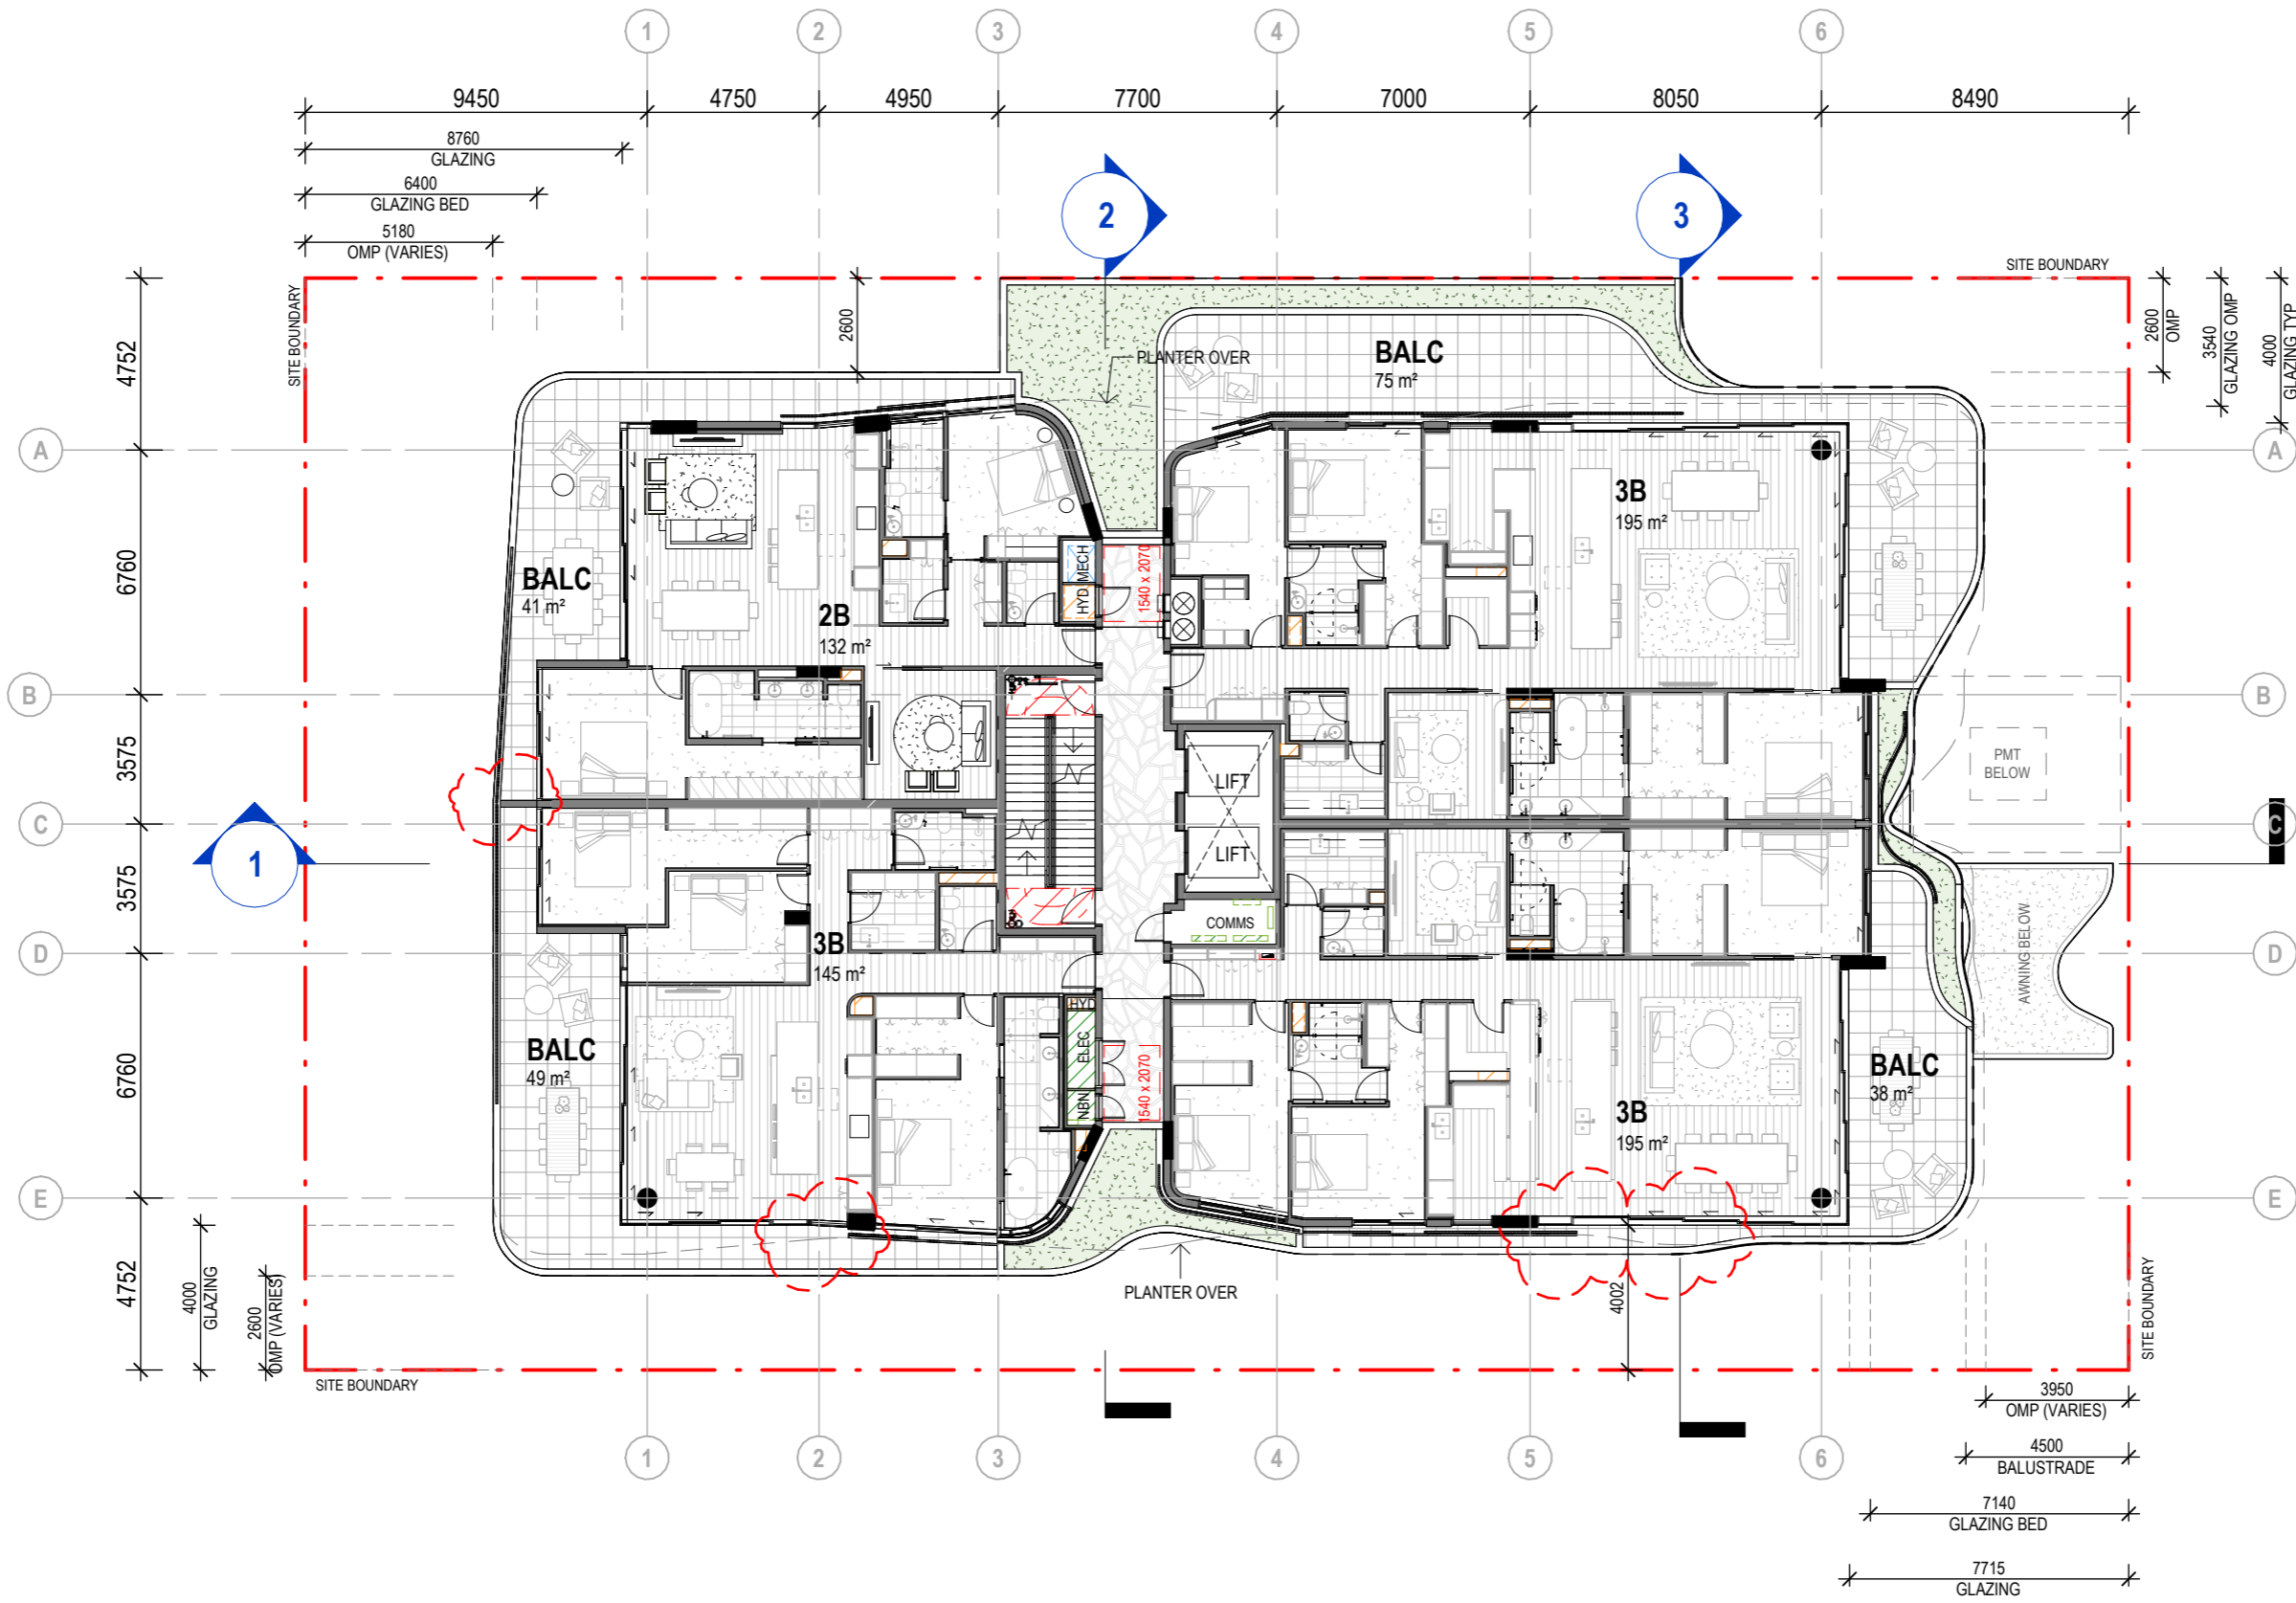 1 2 3 4 5 6
9450 4750 4950 7700 7000 8050 8490
8760
GLAZING
6400
GLAZING BED
5180
OMP (VARIES)
2
3
SITE BOUNDARY
SITE BOUNDARY
2600
2600
OMP
3540
GLAZING OMP
4000
GLAZING TYP
4752
PLANTER OVER
BALC
75 m²
A
A
3B
195 m²
6760
BALC
41 m²
MECH
HYD
1540 x 2070
2B
132 m²
B
B
3575
LIFT
PMT
BELOW
C
C
1
LIFT
3575
COMMS
AWNING BELOW
D
3B
145 m²
D
HYD
ELEC
NBN
1540 x 2070
6760
BALC
49 m²
BALC
38 m²
3B
195 m²
E
E
4752
4000
GLAZING
2600
OMP (VARIES)
PLANTER OVER
4002
SITE BOUNDARY
SITE BOUNDARY
3950
OMP (VARIES)
4500
BALUSTRADE
1 2 3 4 5 6
7140
GLAZING BED
7715
GLAZING